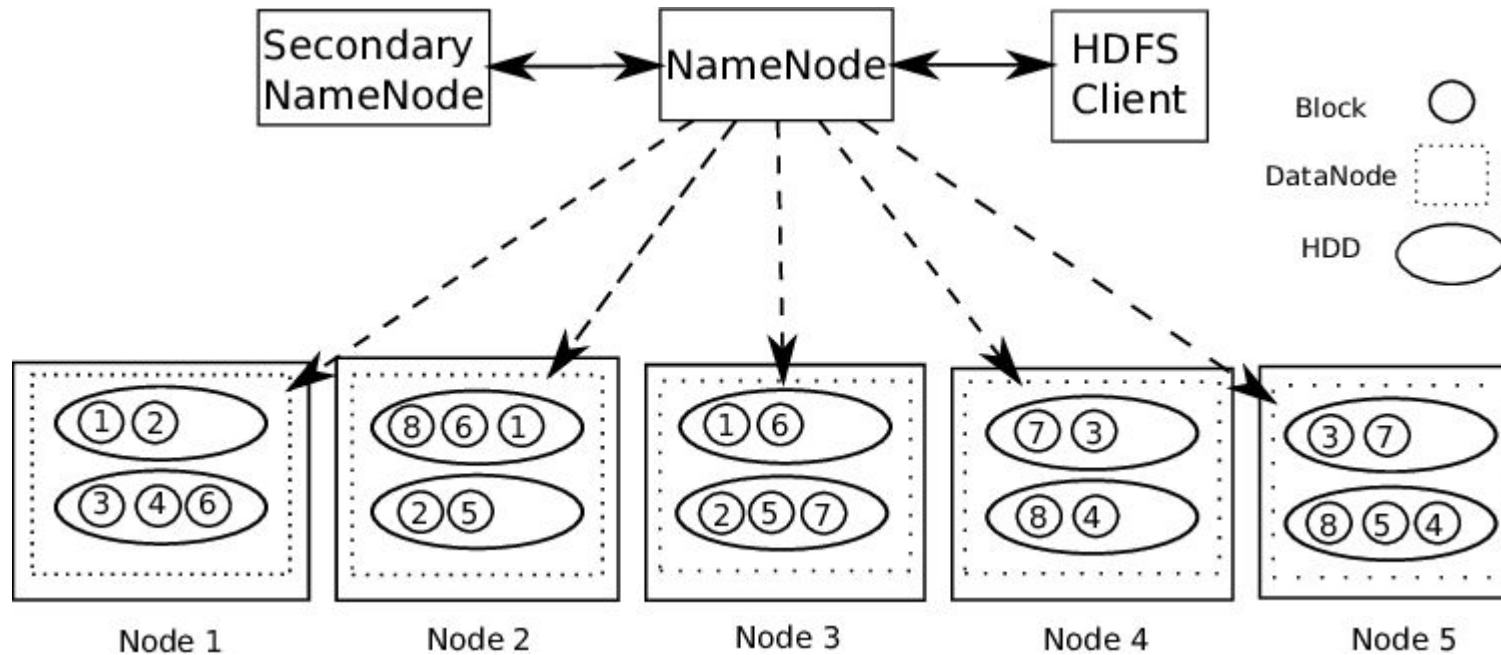 Secondary
NameNode
NameNode
HDFS
Client
Block
DataNode
HDD
1 2
3 4 6
8 6 1
2 5
1 6
2 5 7
7 3
8 4
3 7
8 5 4
Node 1
Node 2
Node 3
Node 4
Node 5